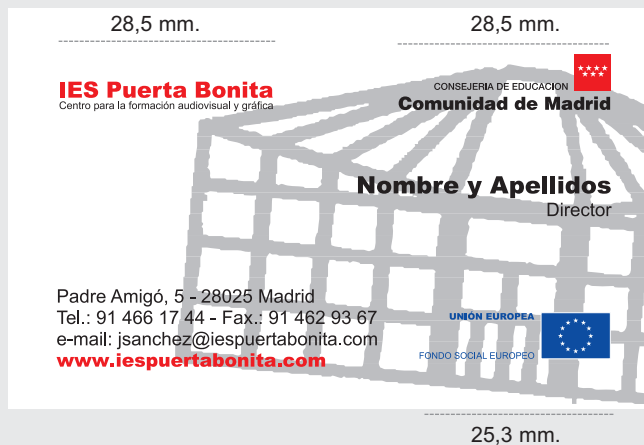 28,5 mm.
28,5 mm.
IES Puerta Bonita
Centro para la formación audiovisual y gráfica
CONSEJERIA DE EDUCACION
Comunidad de Madrid
Nombre y Apellidos
Director
Padre Amigó, 5 - 28025 Madrid
Tel.: 91 466 17 44 - Fax.: 91 462 93 67
e-mail: jsanchez@iespuertabonita.com
www.iespuertabonita.com
UNIÓN EUROPEA
FONDO SOCIAL EUROPEO
25,3 mm.